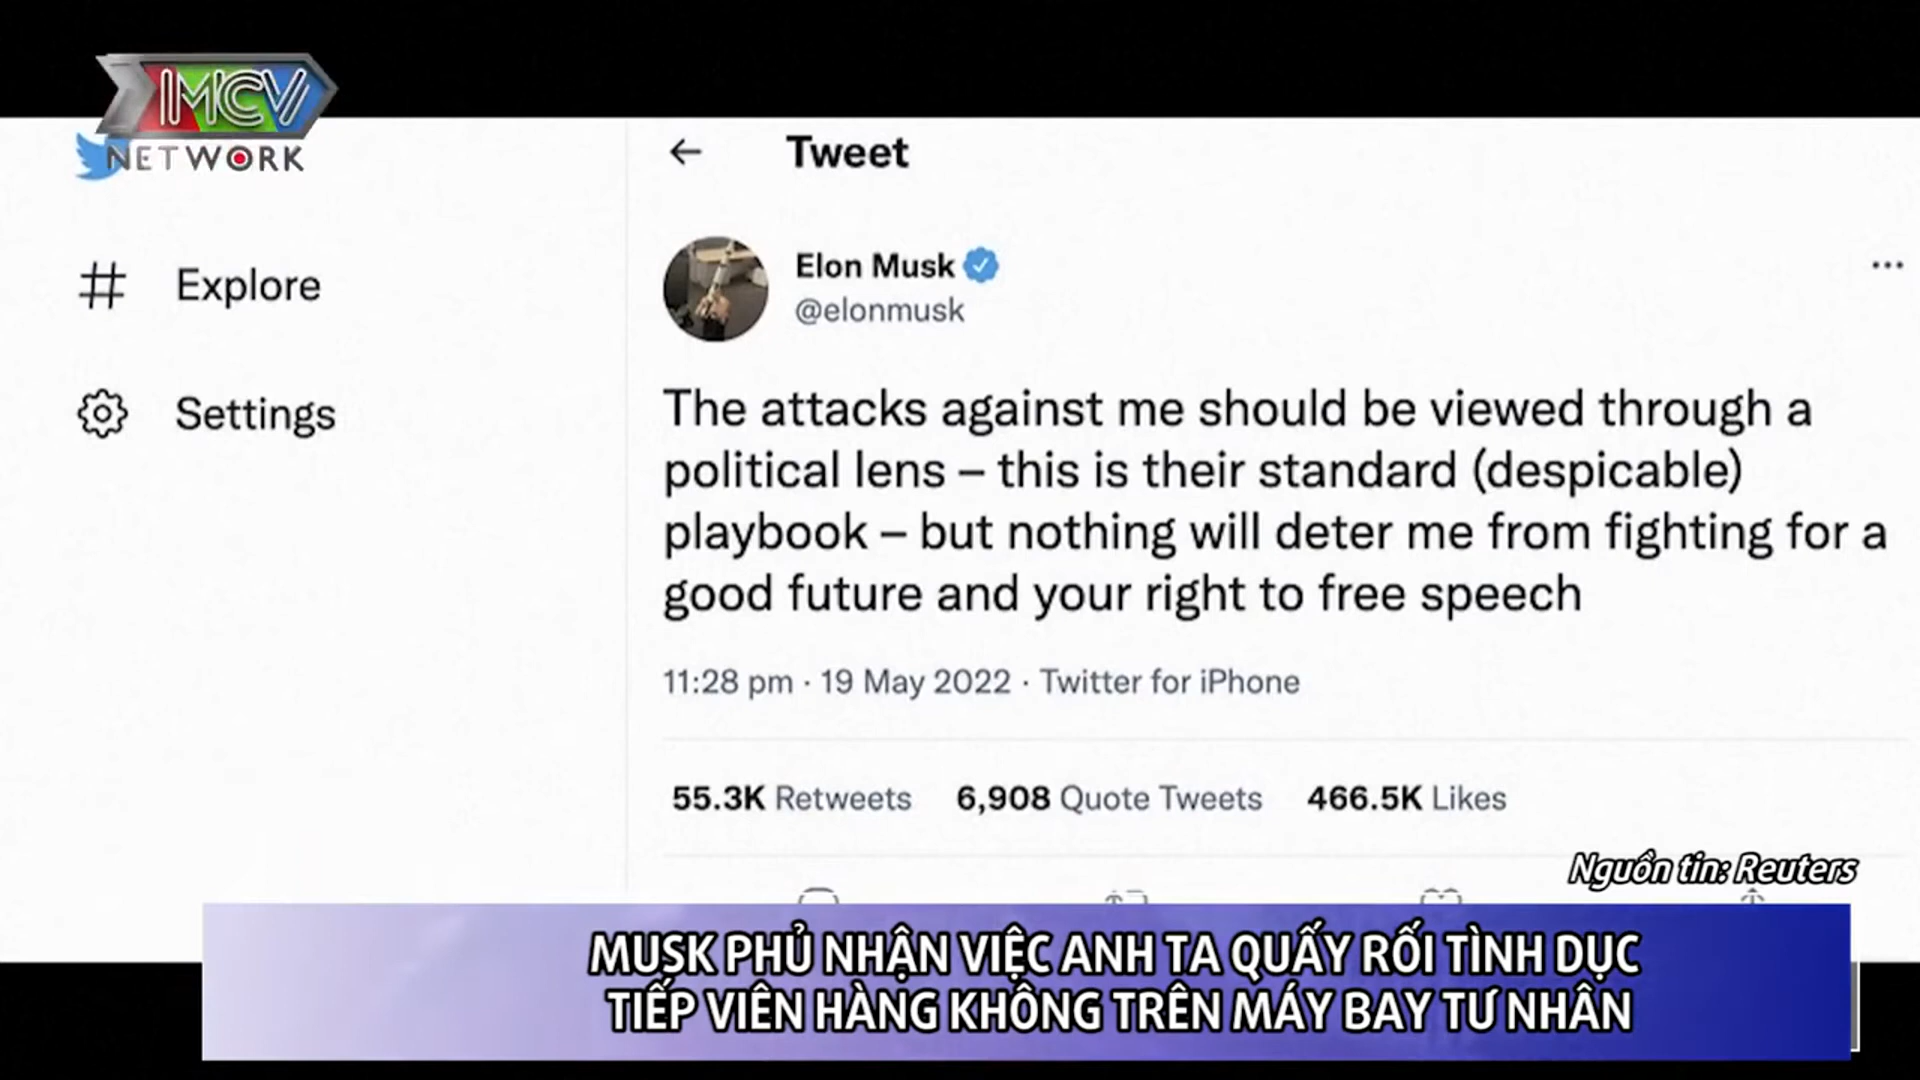 MCV
NETWORK
Tweet
Elon Musk
@elonmusk
Explore
Settings
The attacks against me should be viewed through a
political lens – this is their standard (despicable)
playbook – but nothing will deter me from fighting for a
good future and your right to free speech
11:28 pm · 19 May 2022 · Twitter for iPhone
55.3K Retweets 6,908 Quote Tweets 466.5K Likes
Nguồn tin: Reuters
MUSK PHỦ NHẬN VIỆC ANH TA QUẤY RỐI TÌNH DỤC
TIẾP VIÊN HÀNG KHÔNG TRÊN MÁY BAY TƯ NHÂN